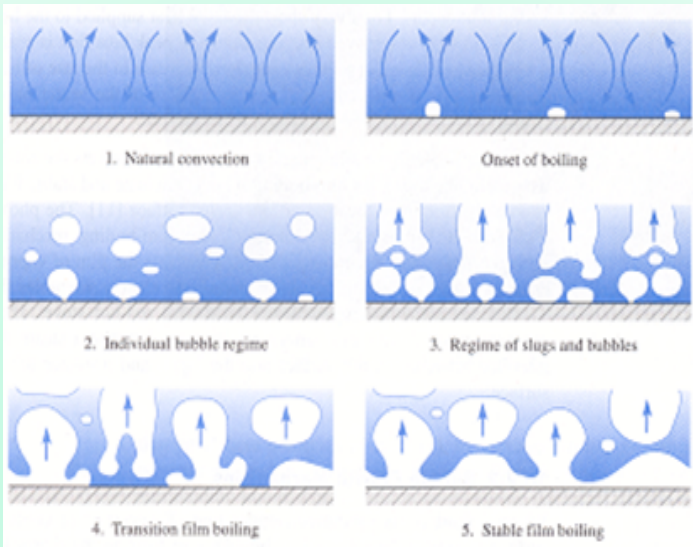 1. Natural convection
Onset of boiling
2. Individual bubble regime
3. Regime of slugs and bubbles
4. Transition film boiling
5. Stable film boiling